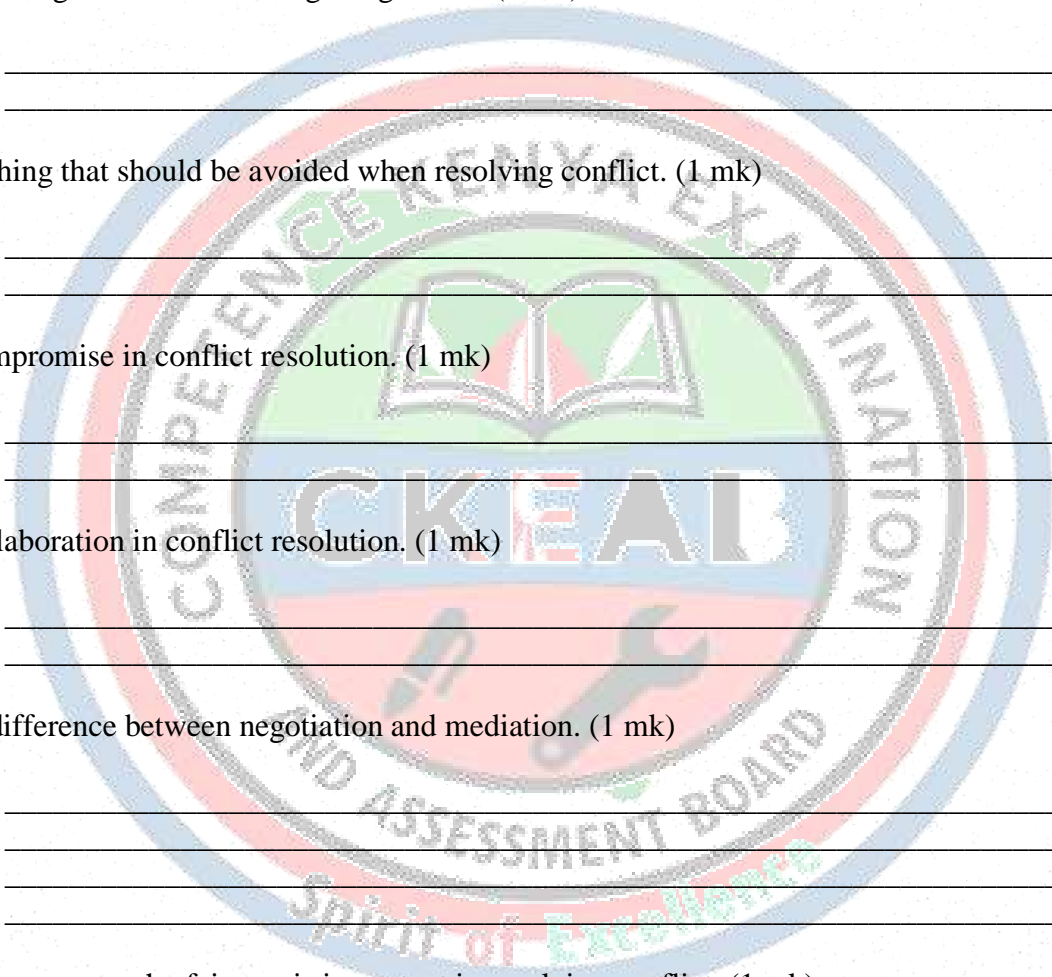 hing that should be avoided when resolving conflict. (1 mk)
mpromise in conflict resolution. (1 mk)
laboration in conflict resolution. (1 mk)
difference between negotiation and mediation. (1 mk)
COMPETENCE KENYA EXAMINATION
CKEAB
AND ASSESSMENT BOARD
Spirit of Excellence